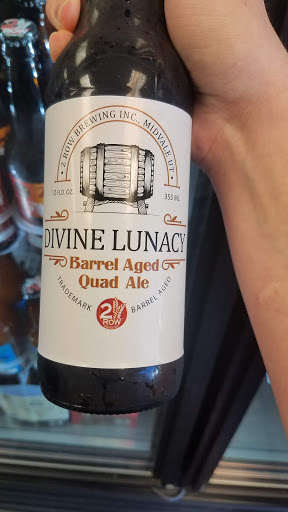 2 ROW BREWING INC., MIDVALE UT
12 FL.OZ. 355 ML
DIVINE LUNACY
Barrel Aged
Quad Ale
TRADEMARK BARREL AGED
2
ROW